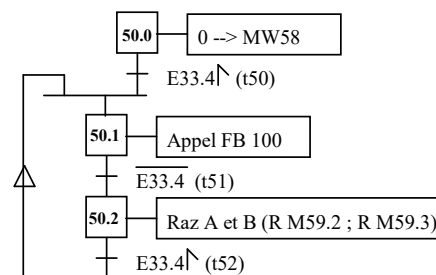 50.0 0 --> MW58
E33.4↑ (t50)
50.1 Appel FB 100
E33.4 (t51)
50.2 Raz A et B (R M59.2 ; R M59.3)
E33.4↑ (t52)